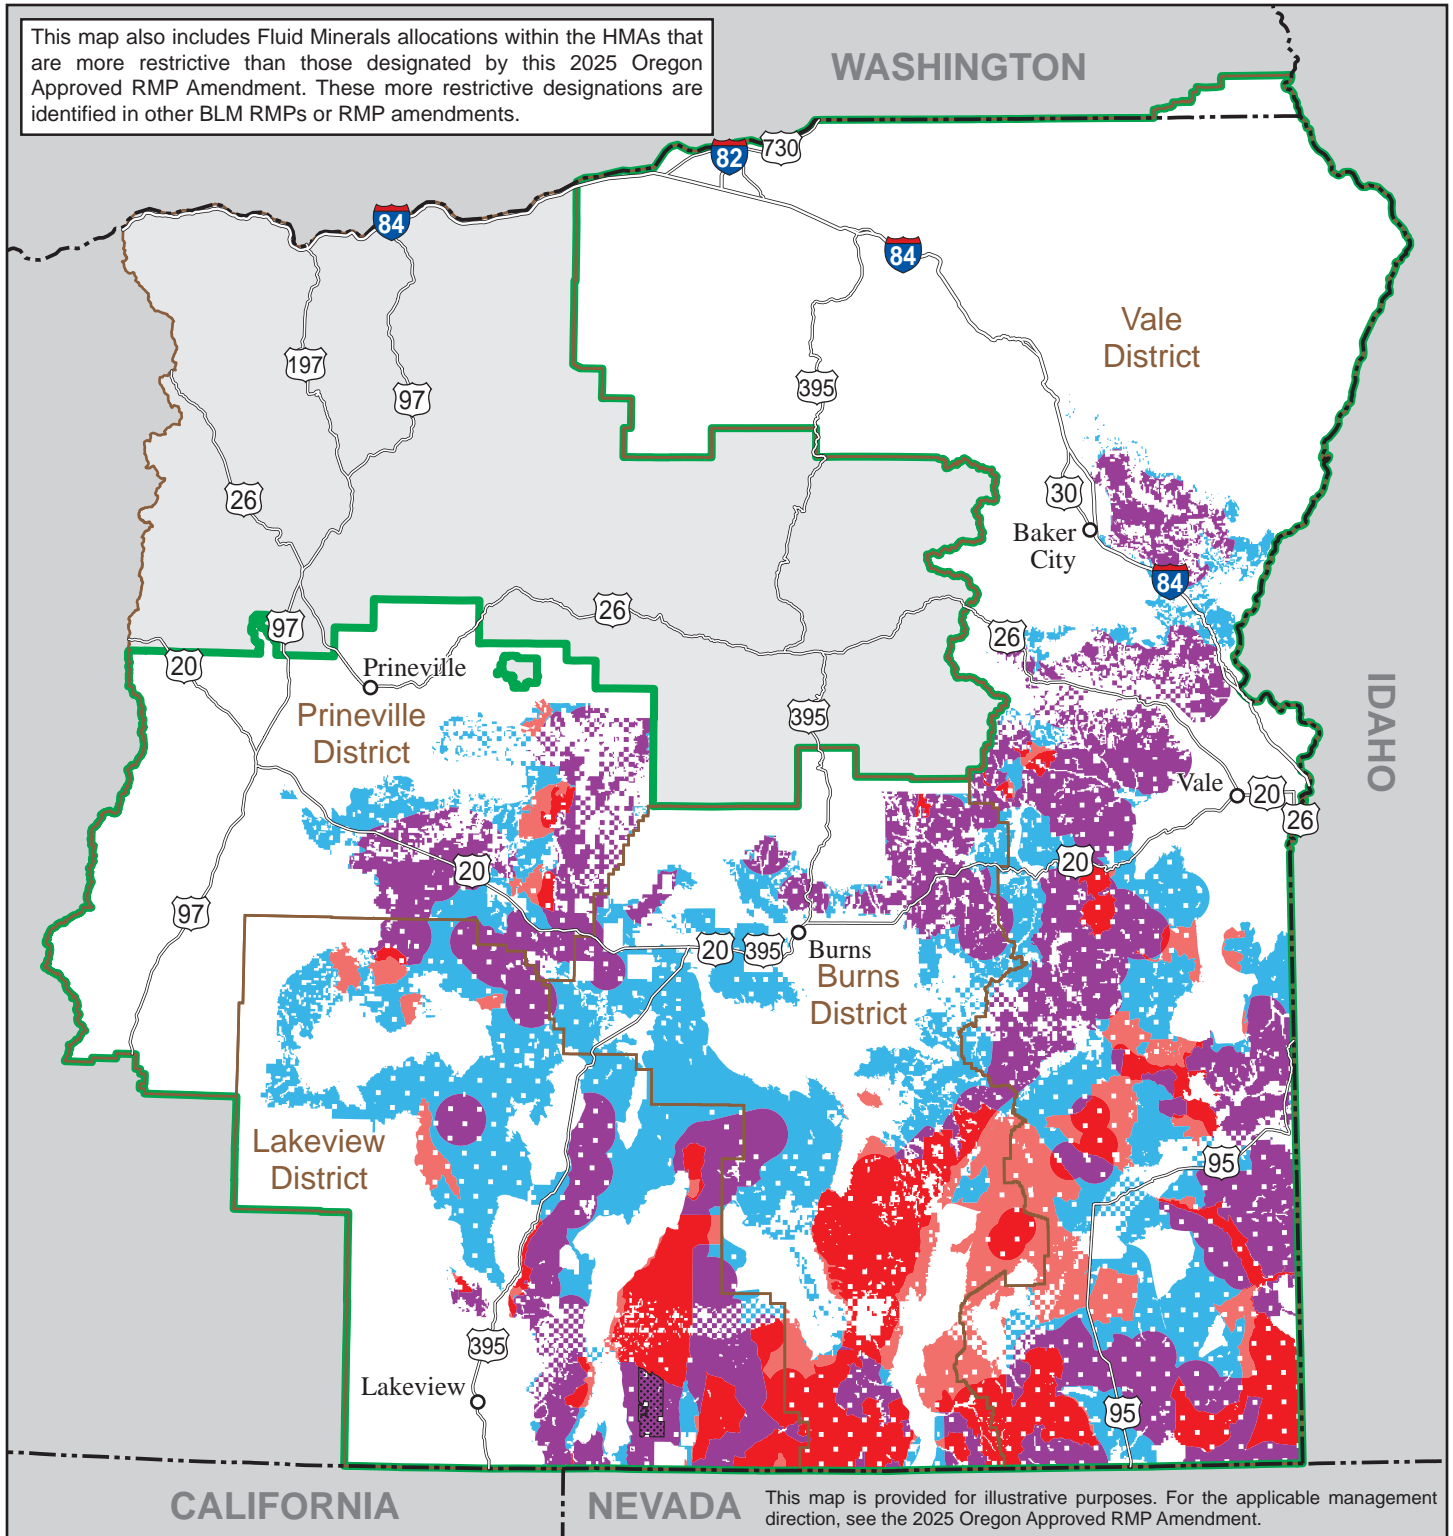 This map also includes Fluid Minerals allocations within the HMAs that
are more restrictive than those designated by this 2025 Oregon
Approved RMP Amendment. These more restrictive designations are
identified in other BLM RMPs or RMP amendments.
WASHINGTON
82
730
84
84
Vale
District
197
97
395
26
30
Baker
City
84
97
26
26
20
Prineville
IDAHO
Prineville
District
395
Vale
20
26
20
20
97
20
395
Burns
Burns
District
Lakeview
District
95
395
Lakeview
95
CALIFORNIA
NEVADA
This map is provided for illustrative purposes. For the applicable management
direction, see the 2025 Oregon Approved RMP Amendment.